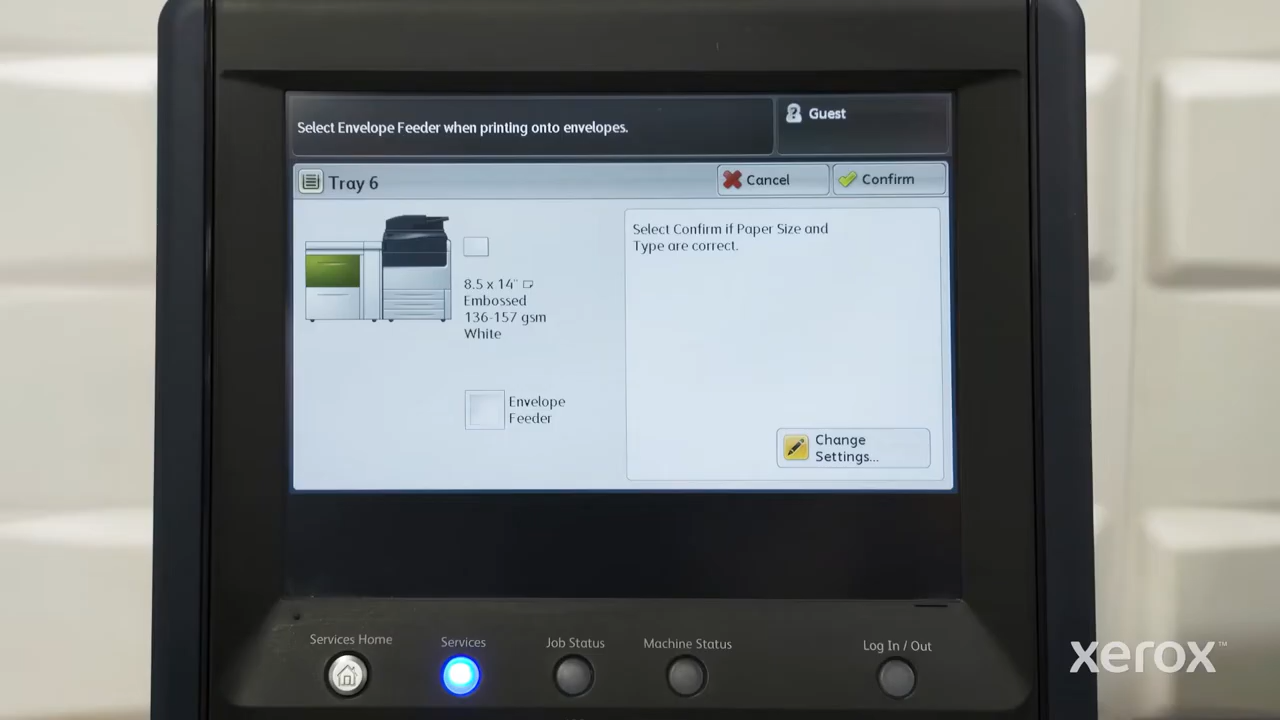 Select Envelope Feeder when printing onto envelopes.
Guest
Tray 6
Cancel
Confirm
8.5 x 14"
Embossed
136-157 gsm
White
Select Confirm if Paper Size and
Type are correct.
Envelope
Feeder
Change
Settings...
Services Home
Services
Job Status
Machine Status
Log In / Out
xerox™